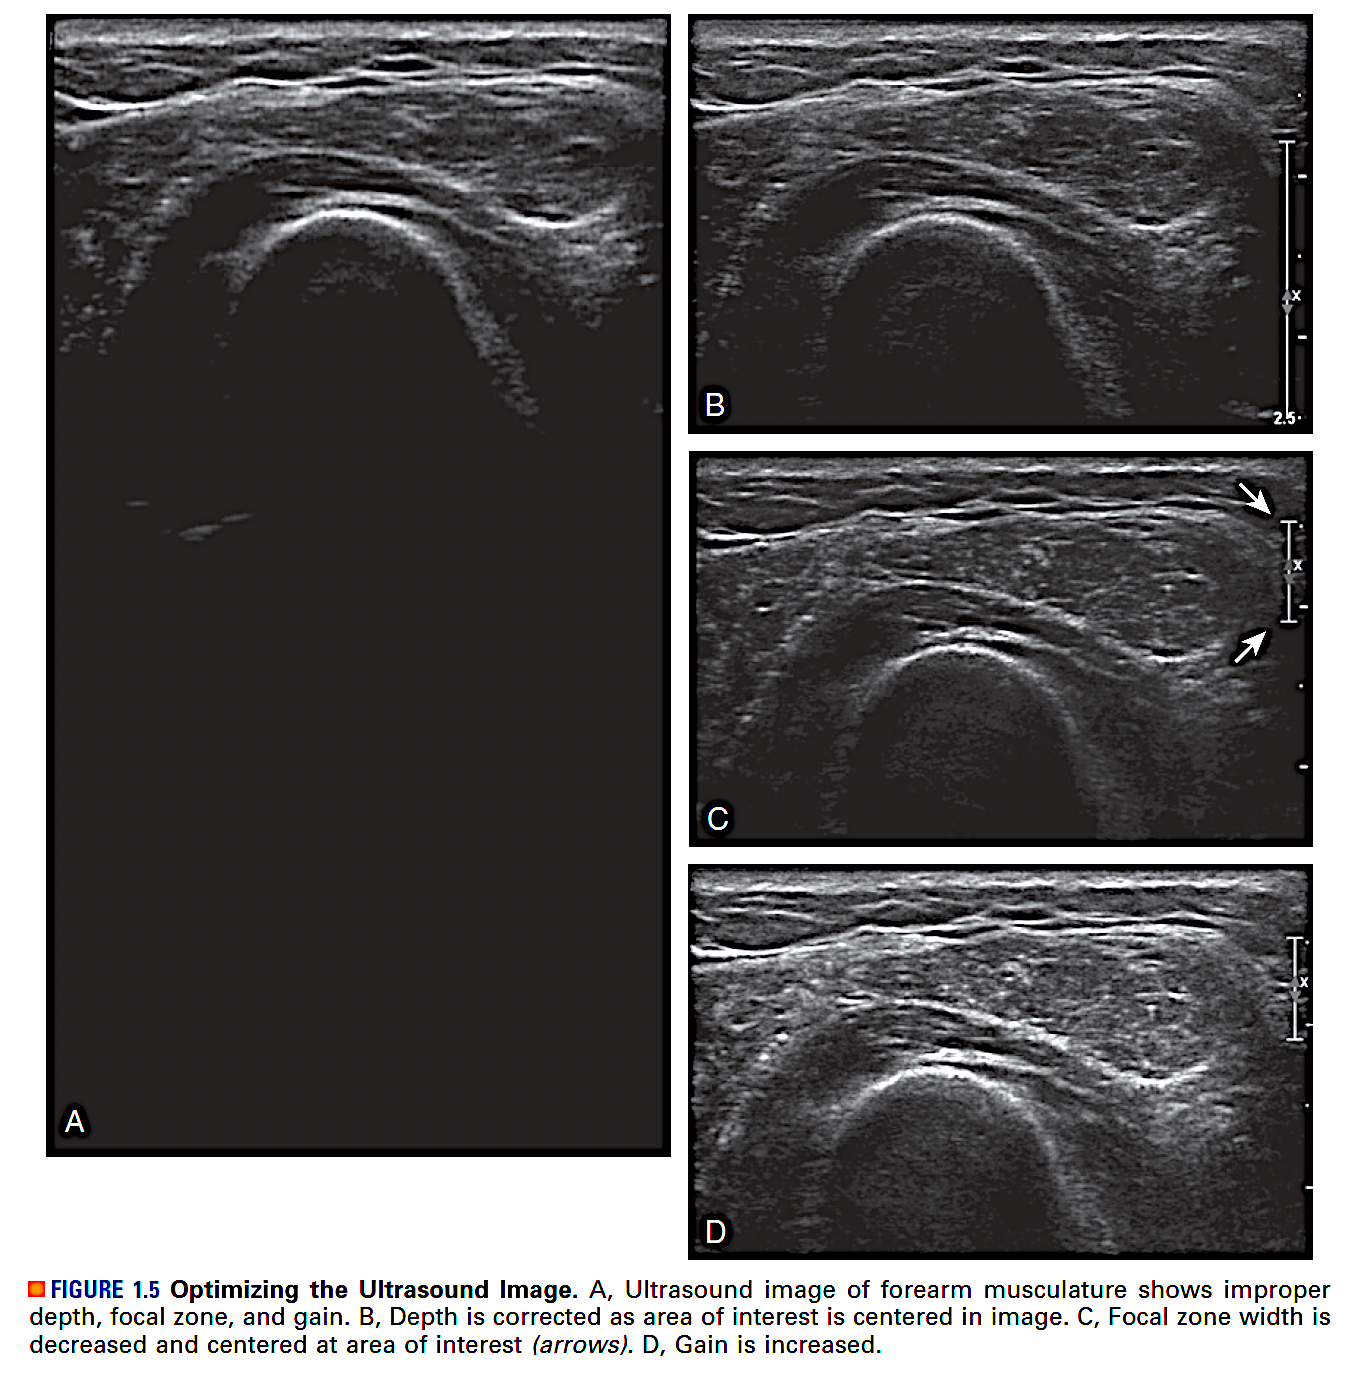 x
B
2.5
x
C
x
A
D
FIGURE 1.5 Optimizing the Ultrasound Image. A, Ultrasound image of forearm musculature shows improper
depth, focal zone, and gain. B, Depth is corrected as area of interest is centered in image. C, Focal zone width is
decreased and centered at area of interest (arrows). D, Gain is increased.